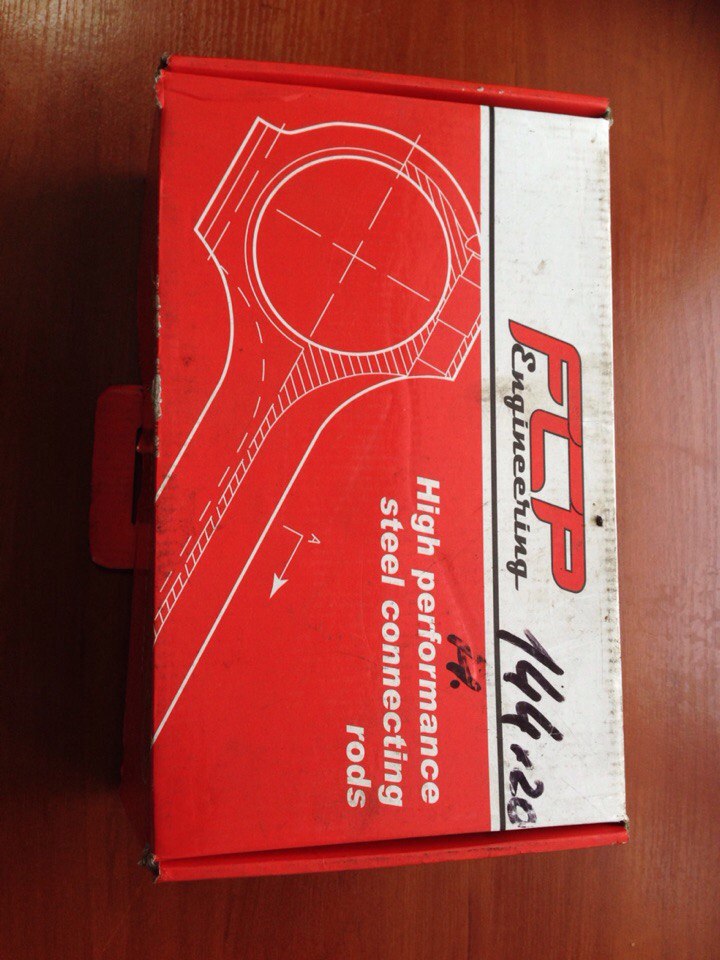 FCP
Engineering
144×20
High performance
steel connecting
rods
A